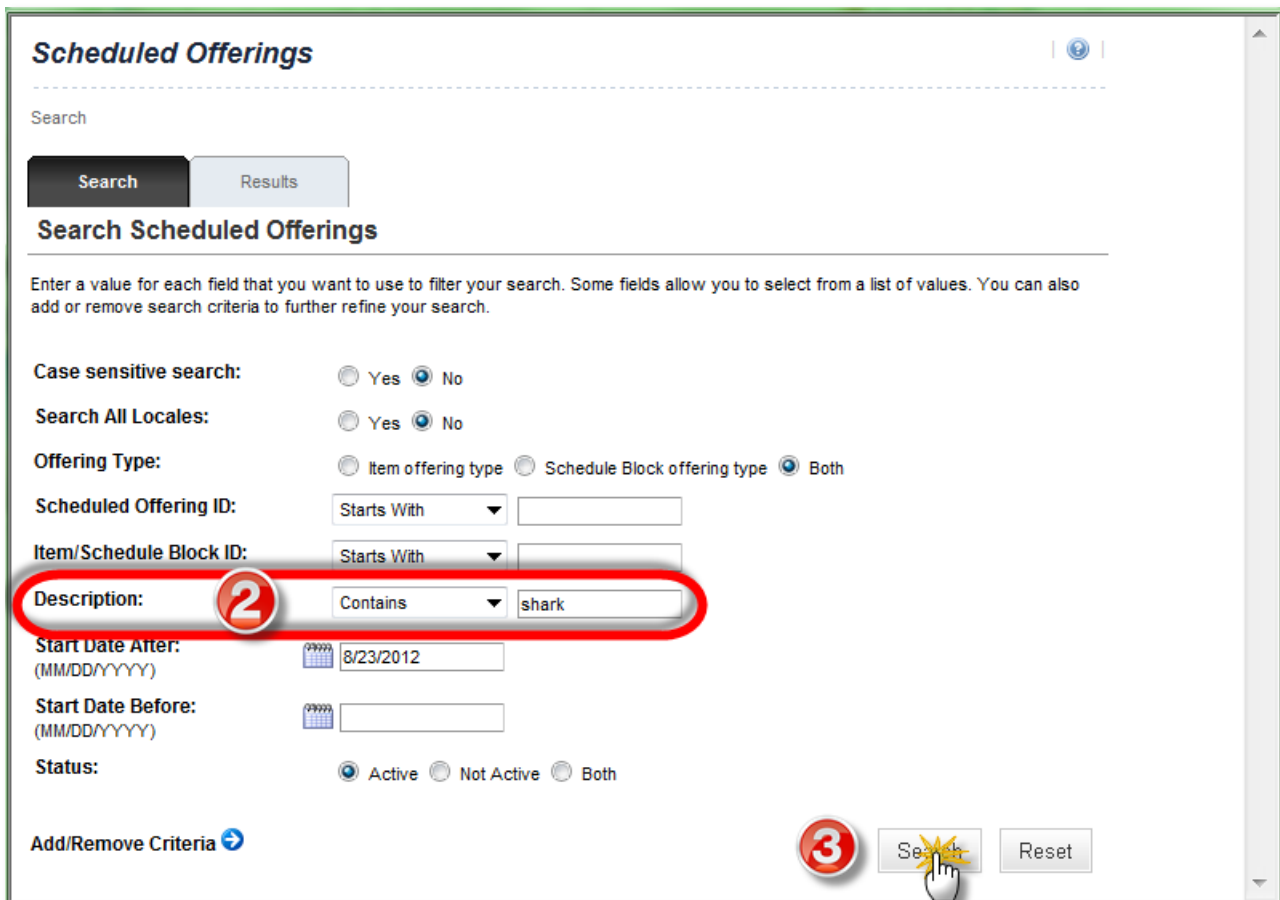 Scheduled Offerings
Search
Search Results
Search Scheduled Offerings
Enter a value for each field that you want to use to filter your search. Some fields allow you to select from a list of values. You can also
add or remove search criteria to further refine your search.
Case sensitive search: Yes No
Search All Locales: Yes No
Offering Type: Item offering type Schedule Block offering type Both
Scheduled Offering ID: Starts With
Item/Schedule Block ID: Starts With
Description: 2 Contains shark
Start Date After: 8/23/2012
(MM/DD/YYYY)
Start Date Before:
(MM/DD/YYYY)
Status: Active Not Active Both
Add/Remove Criteria 3 Search Reset